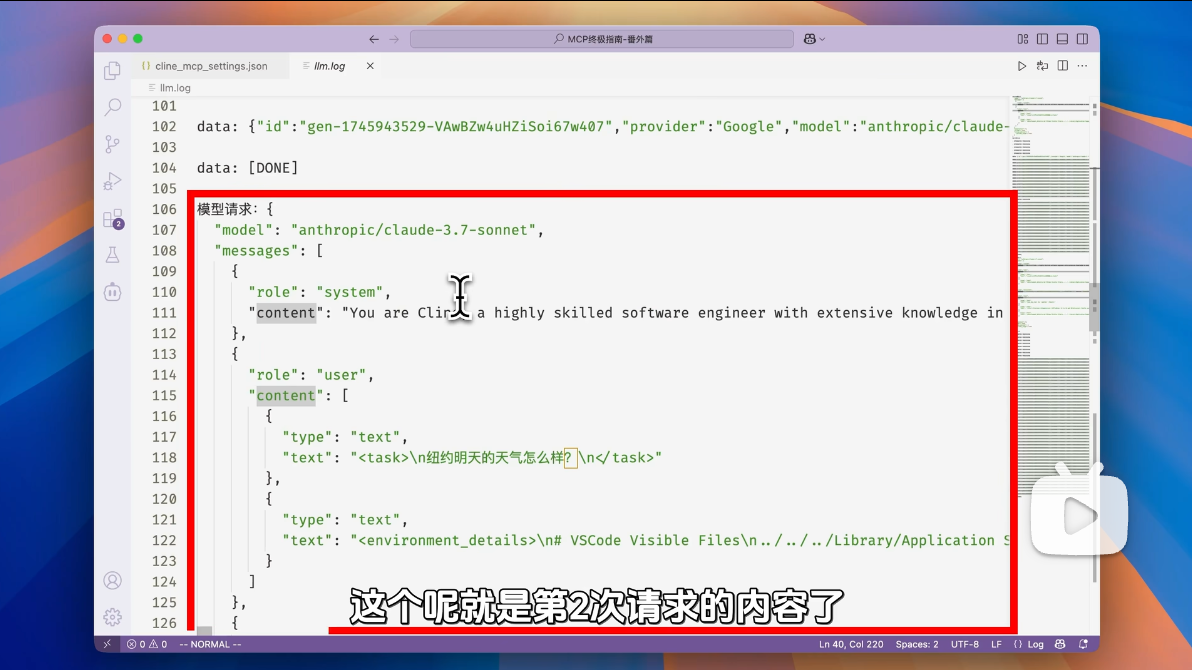 MCP终极指南-番外篇
cline_mcp_settings.json
llm.log
llm.log
101
102 data: {"id":"gen-1745943529-VAwBZw4uHZiSoi67w407","provider":"Google","model":"anthropic/claude-
103
104 data: [DONE]
105
106 模型请求: {
107 "model": "anthropic/claude-3.7-sonnet",
108 "messages": [
109 {
110 "role": "system",
111 "content": "You are Cline, a highly skilled software engineer with extensive knowledge in
112 },
113 {
114 "role": "user",
115 "content": [
116 {
117 "type": "text",
118 "text": "<task>\n纽约明天的天气怎么样？\n</task>"
119 },
120 {
121 "type": "text",
122 "text": "<environment_details>\n# VSCode Visible Files\n../../../Library/Application S
123 }
124 ]
125 },
126 {
2
这个呢就是第2次请求的内容了
0 0 -- NORMAL --
Ln 40, Col 220 Spaces: 2 UTF-8 LF {} Log